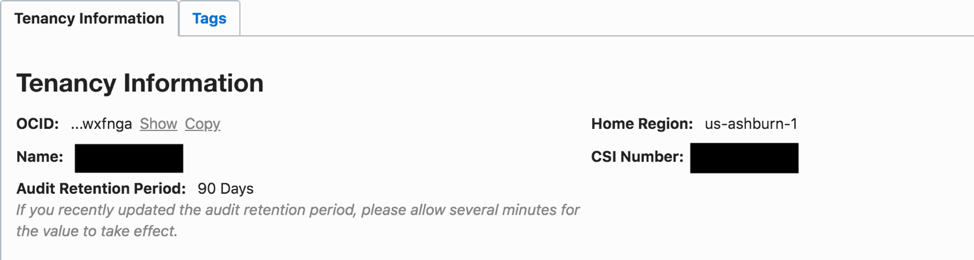 Tenancy Information Tags
Tenancy Information
OCID: ...wxfnga Show Copy
Home Region: us-ashburn-1
Name:
CSI Number:
Audit Retention Period: 90 Days
If you recently updated the audit retention period, please allow several minutes for
the value to take effect.